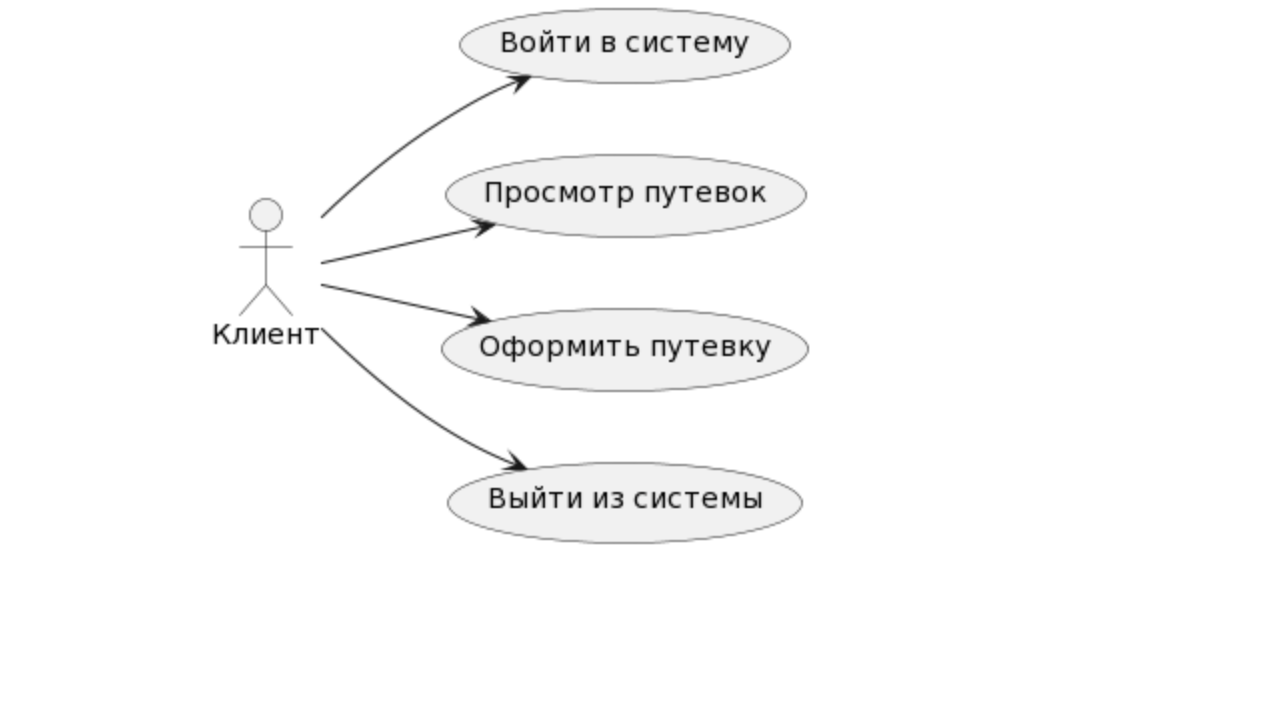 Войти в систему
Просмотр путевок
Клиент
Оформить путевку
Выйти из системы